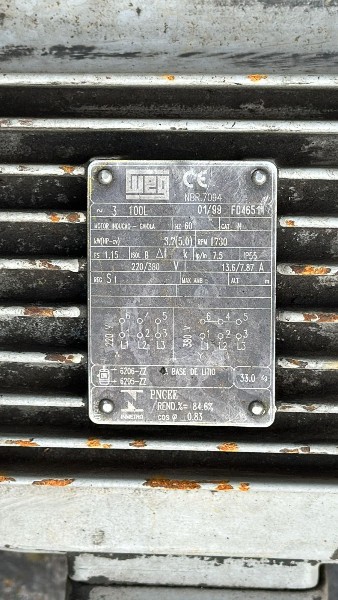 WEG CE
NBR.7094
~ 3 100L 01/99 FD46511
MOTOR INDUCAO - GAIOLA HZ 60 CAT N
kW(HP-cv) 3.7(5.0) RPM 1730
FS 1.15 ISOL B Δt k Ip/In 7.5 IP55
220/380 V 13.6/7.87 A
REG S1 MAX AMB ALT m
220 V 380 V
6 4 5 6 4 5
1 2 3 1 2 3
L1 L2 L3 L1 L2 L3
6206-ZZ BASE DE LITIO 33.0 kg
6205-ZZ
PNCEE
INMETRO REND.%= 84.6%
COS φ 0.83